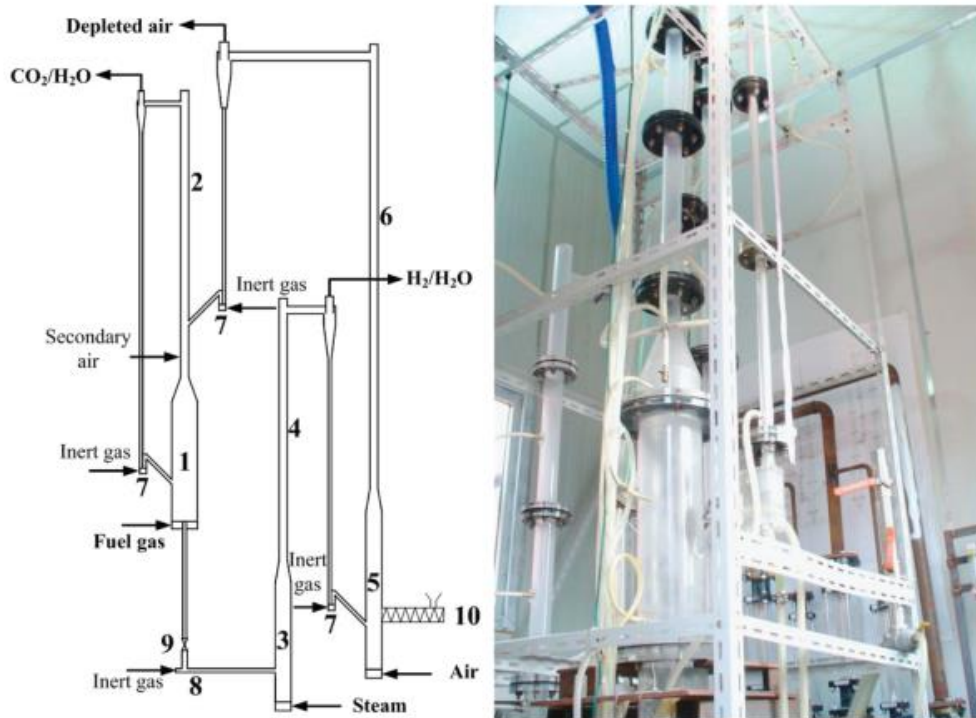 Depleted air
CO2/H2O
2
6
Inert gas
7
H2/H2O
Secondary
air
4
Inert gas
7
1
Fuel gas
Inert
gas
7
5
10
3
9
Inert gas
8
Air
Steam